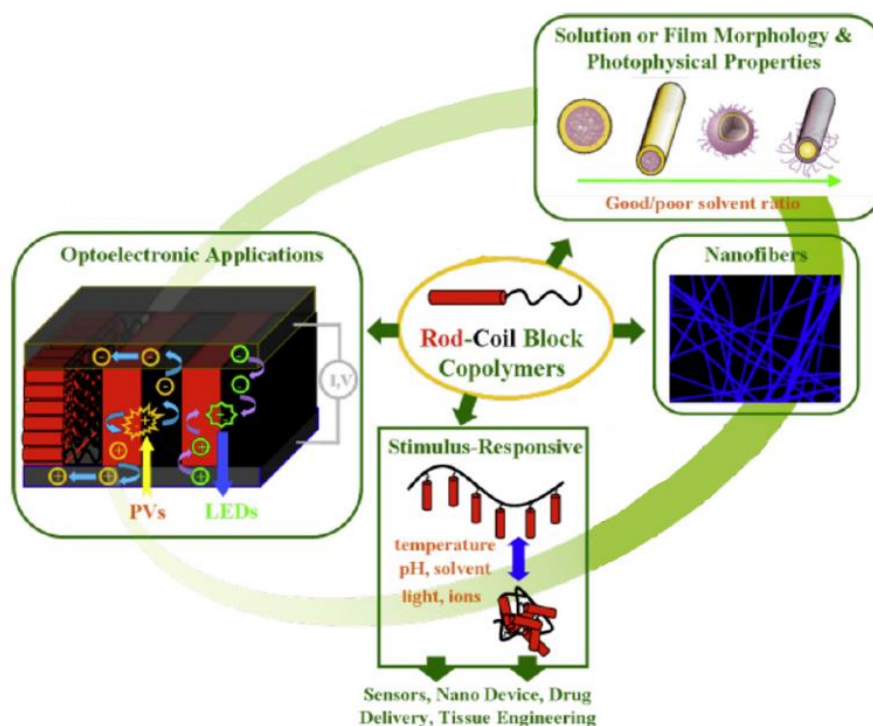 Solution or Film Morphology &
Photophysical Properties
Good/poor solvent ratio
Optoelectronic Applications
I,V
PVs
LEDs
Rod-Coil Block
Copolymers
Nanofibers
Stimulus-Responsive
temperature
pH, solvent
light, ions
Sensors, Nano Device, Drug
Delivery, Tissue Engineering